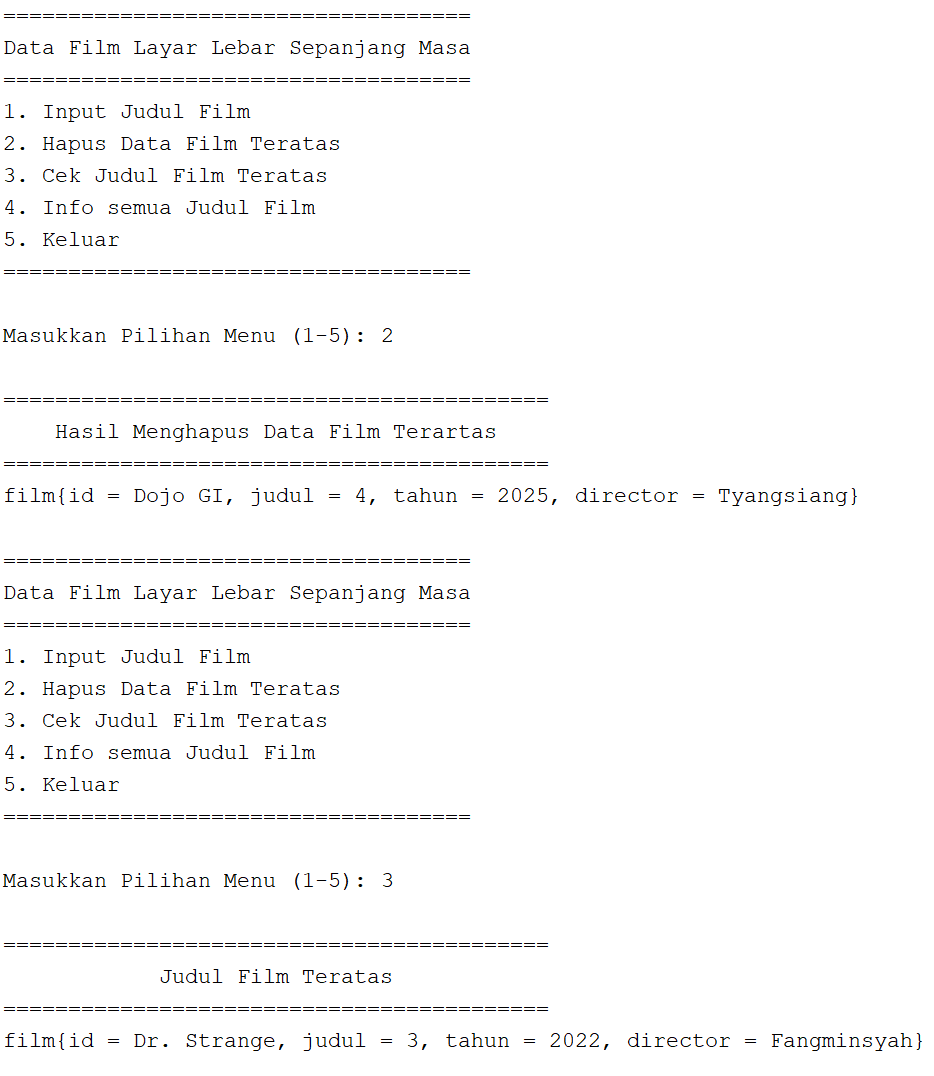 ====================================
Data Film Layar Lebar Sepanjang Masa
====================================
1. Input Judul Film
2. Hapus Data Film Teratas
3. Cek Judul Film Teratas
4. Info semua Judul Film
5. Keluar
====================================
Masukkan Pilihan Menu (1-5): 2
==========================================
    Hasil Menghapus Data Film Terartas
==========================================
film{id = Dojo GI, judul = 4, tahun = 2025, director = Tyangsiang}
====================================
Data Film Layar Lebar Sepanjang Masa
====================================
1. Input Judul Film
2. Hapus Data Film Teratas
3. Cek Judul Film Teratas
4. Info semua Judul Film
5. Keluar
====================================
Masukkan Pilihan Menu (1-5): 3
==========================================
            Judul Film Teratas
==========================================
film{id = Dr. Strange, judul = 3, tahun = 2022, director = Fangminsyah}